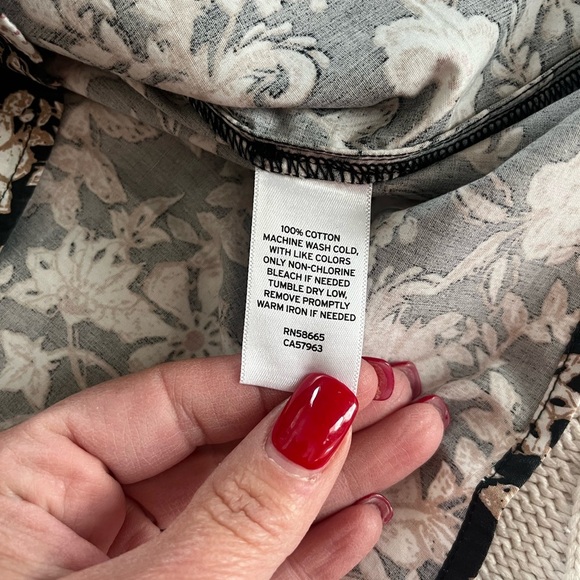 100% COTTON
MACHINE WASH COLD,
WITH LIKE COLORS
ONLY NON-CHLORINE
BLEACH IF NEEDED
TUMBLE DRY LOW,
REMOVE PROMPTLY
WARM IRON IF NEEDED
RN58665
CA57963